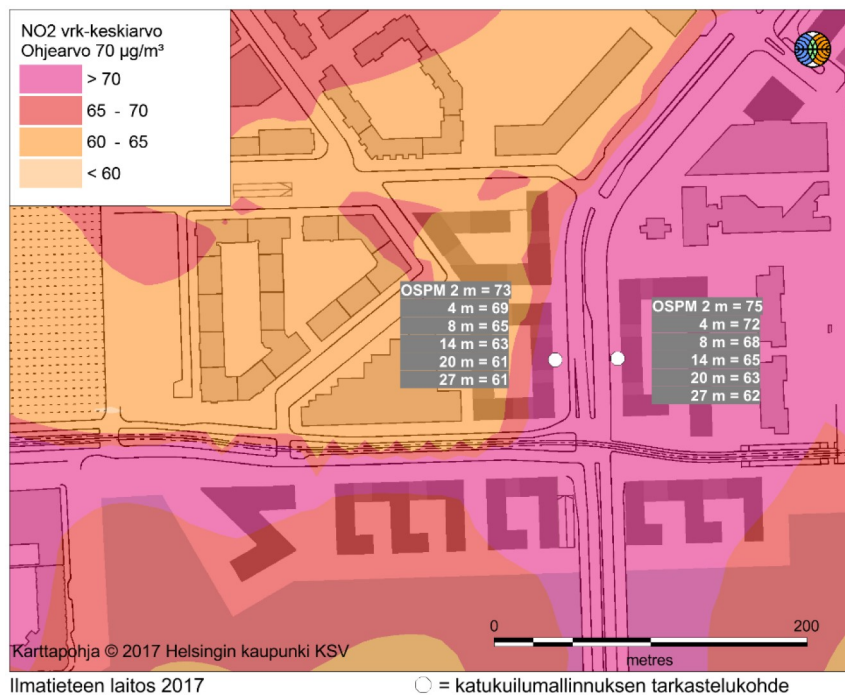 NO2 vrk-keskiarvo
Ohjearvo 70 µg/m³
> 70
65 - 70
60 - 65
< 60
OSPM 2 m = 73
4 m = 69
8 m = 65
14 m = 63
20 m = 61
27 m = 61
OSPM 2 m = 75
4 m = 72
8 m = 68
14 m = 65
20 m = 63
27 m = 62
0 200
metres
Karttapohja © 2017 Helsingin kaupunki KSV
Ilmatieteen laitos 2017
= katukuilumallinnuksen tarkastelukohde